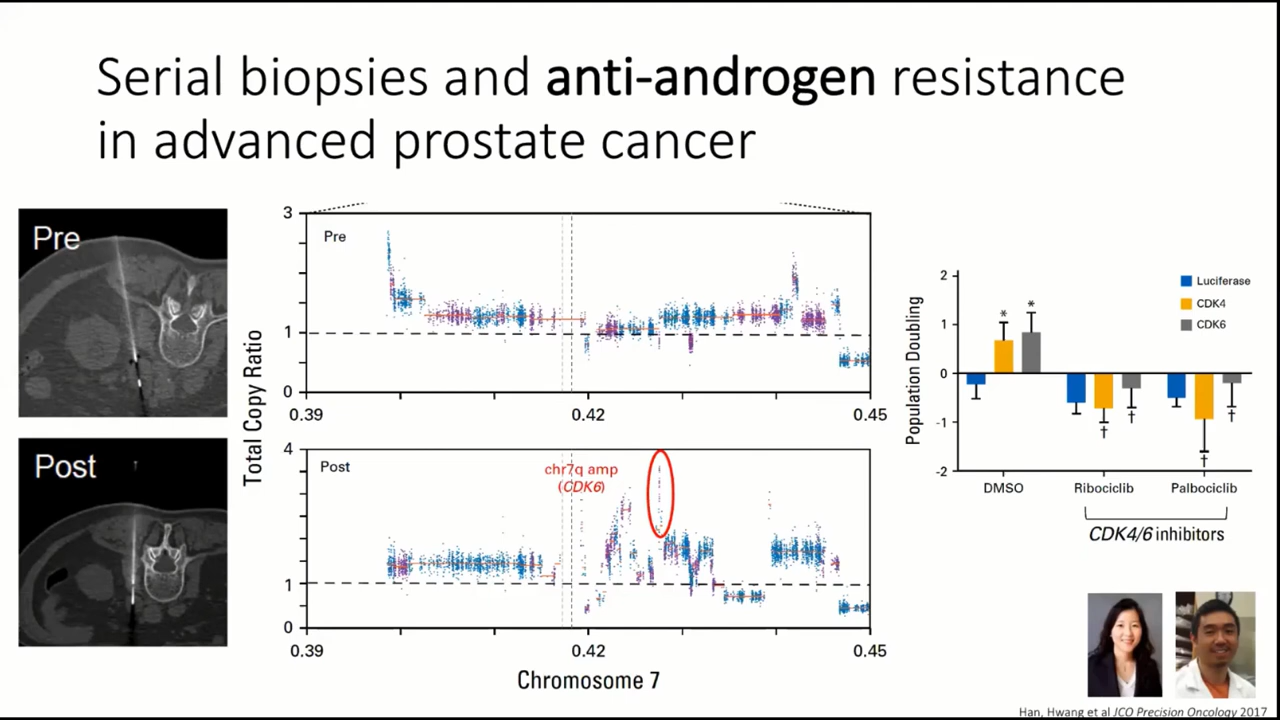 Serial biopsies and anti-androgen resistance
in advanced prostate cancer
Pre
Post
Total Copy Ratio
3
Pre
1
0
0.39
0.42
0.45
4
Post
chr7q amp
(CDK6)
1
0
0.39
0.42
0.45
Chromosome 7
Population Doubling
2
1
0
-1
-2
Luciferase
CDK4
CDK6
*
*
†
†
†
†
DMSO
Ribociclib
Palbociclib
CDK4/6 inhibitors
Han, Hwang et al JCO Precision Oncology 2017